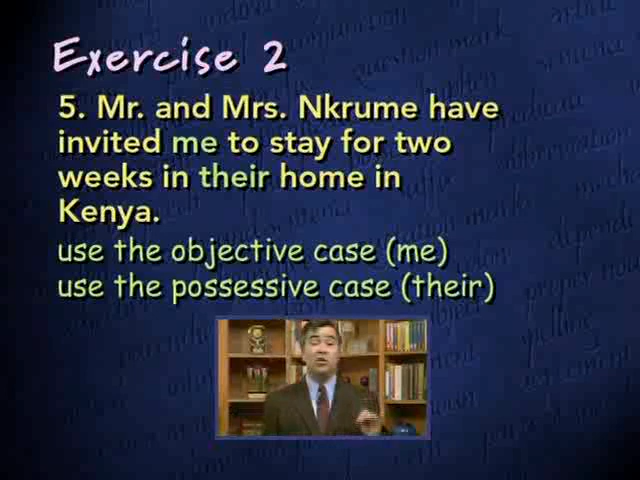 Exercise 2
5. Mr. and Mrs. Nkrume have
invited me to stay for two
weeks in their home in
Kenya.
use the objective case (me)
use the possessive case (their)